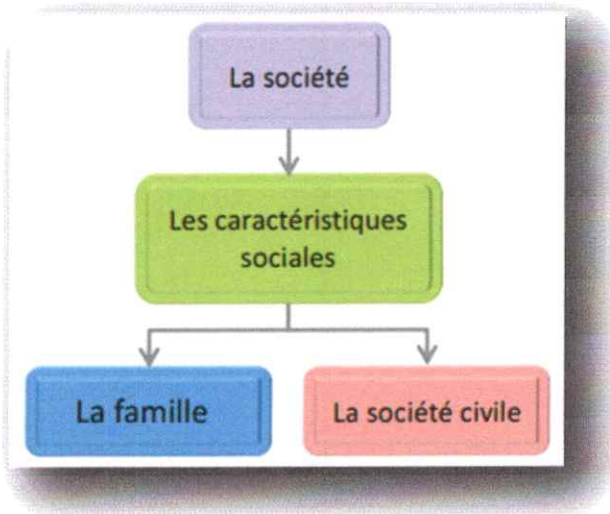 La société
Les caractéristiques
sociales
La famille
La société civile